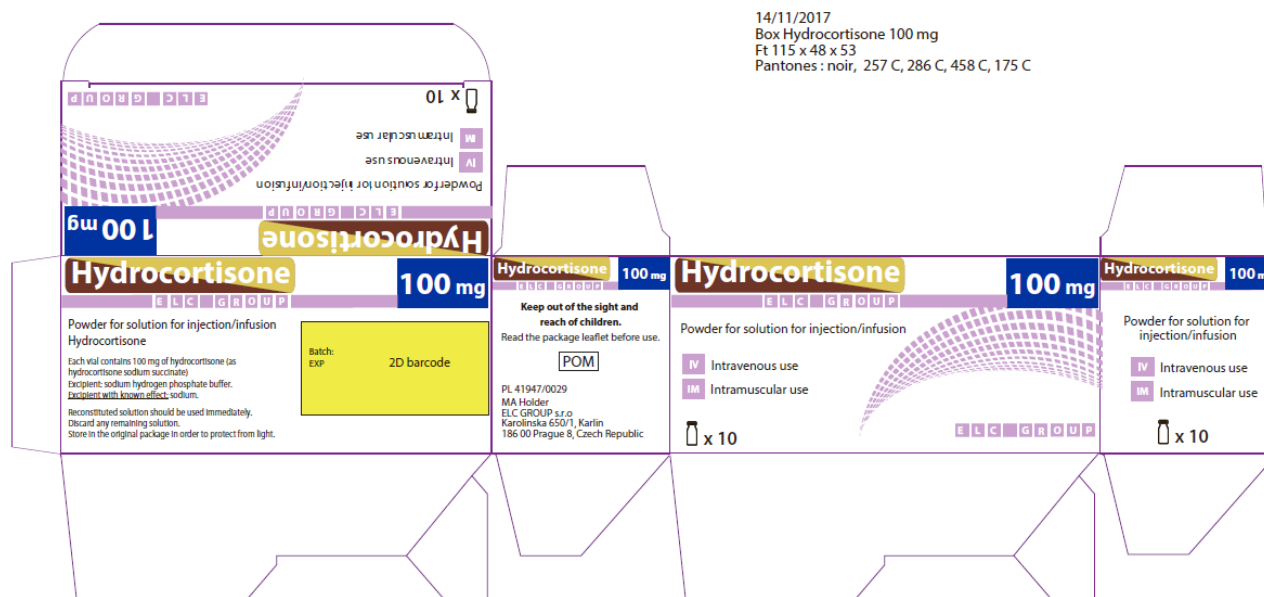 14/11/2017
Box Hydrocortisone 100 mg
Ft 115 x 48 x 53
Pantones : noir, 257 C, 286 C, 458 C, 175 C
ELC GROUP
x 10
IM Intramuscular use
IV Intravenous use
Powder for solution for injection/infusion
ELC GROUP
Hydrocortisone
100 mg
Hydrocortisone
100 mg
ELC GROUP
Powder for solution for injection/infusion
Hydrocortisone
Each vial contains 100 mg of hydrocortisone (as
hydrocortisone sodium succinate)
Excipient: sodium hydrogen phosphate buffer.
Excipient with known effect: sodium.
Reconstituted solution should be used immediately.
Discard any remaining solution.
Store in the original package in order to protect from light.
Batch:
EXP
2D barcode
Hydrocortisone
100 mg
ELC GROUP
Keep out of the sight and
reach of children.
Read the package leaflet before use.
POM
PL 41947/0029
MA Holder
ELC GROUP s.r.o
Karolinska 650/1, Karlin
186 00 Prague 8, Czech Republic
Hydrocortisone
100 mg
ELC GROUP
Powder for solution for injection/infusion
IV Intravenous use
IM Intramuscular use
x 10
ELC GROUP
Hydrocortisone
100 m
ELC GROUP
Powder for solution for
injection/infusion
IV Intravenous use
IM Intramuscular use
x 10